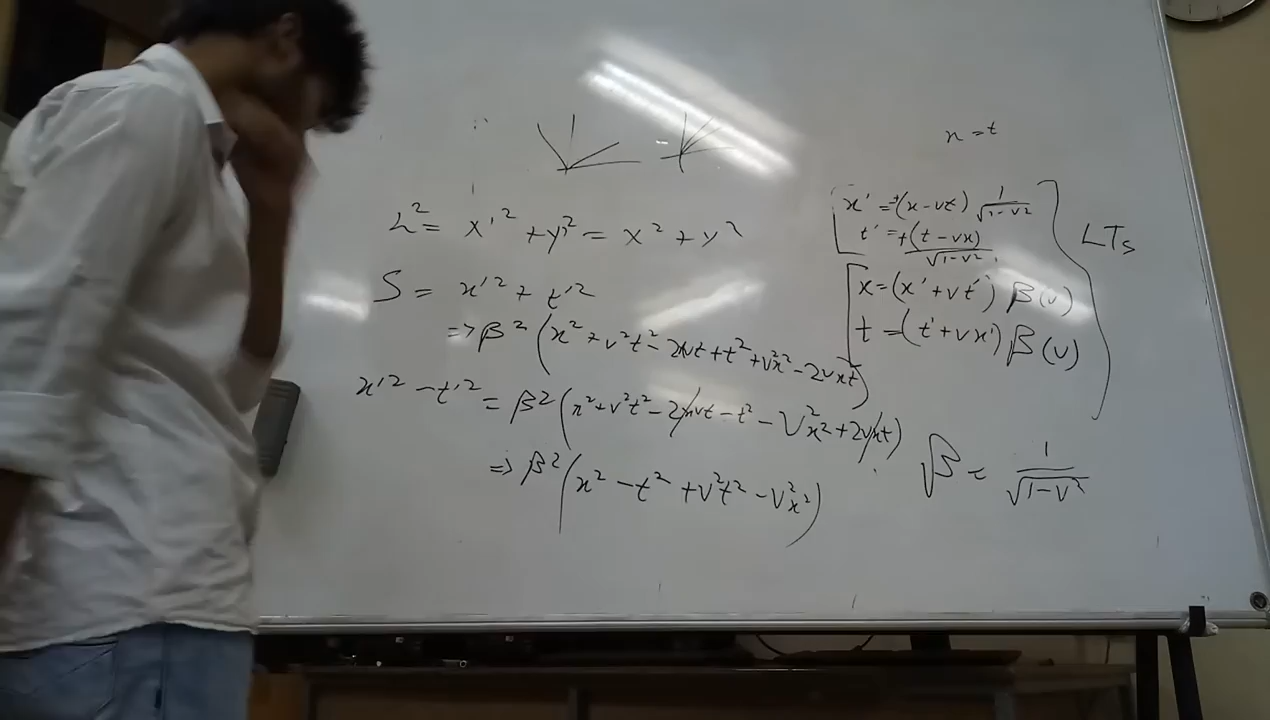 x = t
L² = x'² + y'² = x² + y²
S = x'² + t'²
=> β² (x² + v²t² - 2xvt + t² + v²x² - 2vxt)
x'² - t'² = β² (x² + v²t² - 2xvt - t² - v²x² + 2vxt)
=> β² (x² - t² + v²t² - v²x²)
x' = +(x-vt) 1/√1-v²
t' = +(t-vx)/√1-v²
x = (x' + vt') β(v)
t = (t' + vx') β(v)
LTs
β = 1/√1-v²